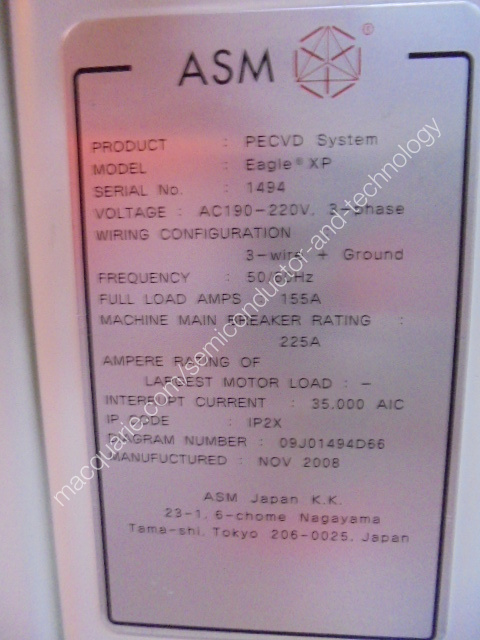 ASM ®
PRODUCT : PECVD System
MODEL : Eagle® XP
SERIAL No. : 1494
VOLTAGE : AC190-220V, 3-phase
WIRING CONFIGURATION
3-wire + Ground
FREQUENCY : 50/60Hz
FULL LOAD AMPS 155A
MACHINE MAIN BREAKER RATING :
225A
AMPERE RATING OF
LARGEST MOTOR LOAD : -
INTERRUPT CURRENT : 35,000 AIC
IP CODE : IP2X
DIAGRAM NUMBER : 09J01494D66
MANUFACTURED : NOV 2008
ASM Japan K.K.
23-1, 6-chome Nagayama
Tama-shi, Tokyo 206-0025, Japan
macquarie.com/semiconductor-and-technology